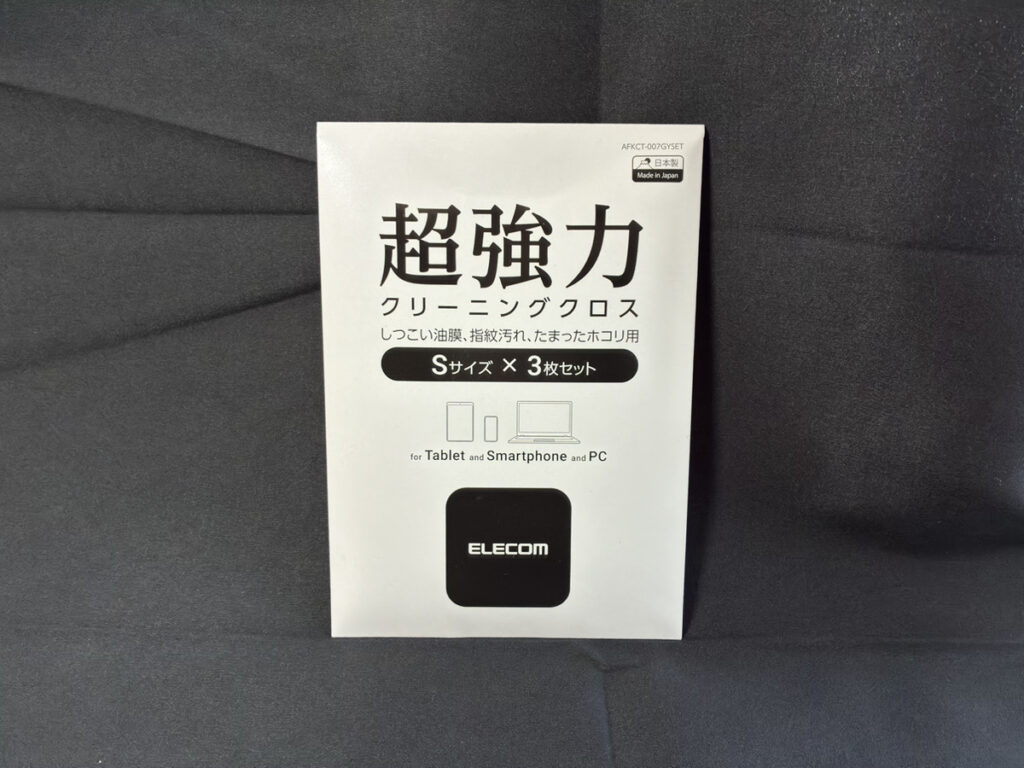 AFKCT-007GYSET
日本製
Made in Japan
超強力
クリーニングクロス
しつこい油膜、指紋汚れ、たまったホコリ用
Sサイズ × 3枚セット
for Tablet and Smartphone and PC
ELECOM